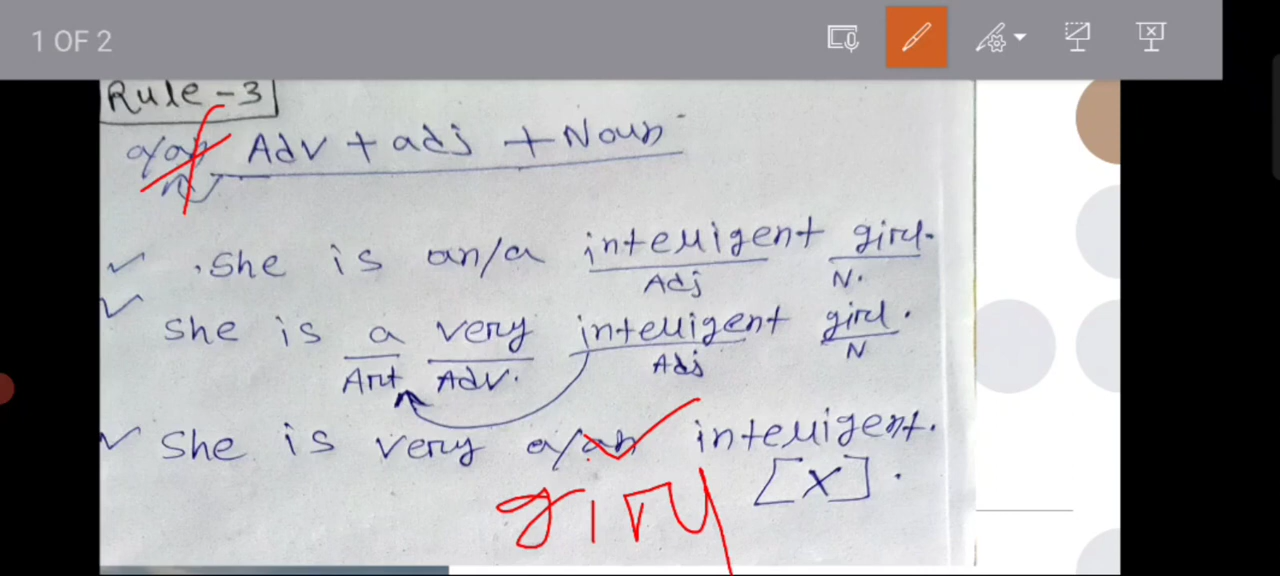 1 OF 2
Rule-3
a/an Adv + adj + Noun
She is an/a intelligent girl.
Adj N.
She is a very intelligent girl.
Art Adv. Adj N
She is very a/an intelligent.
[X].